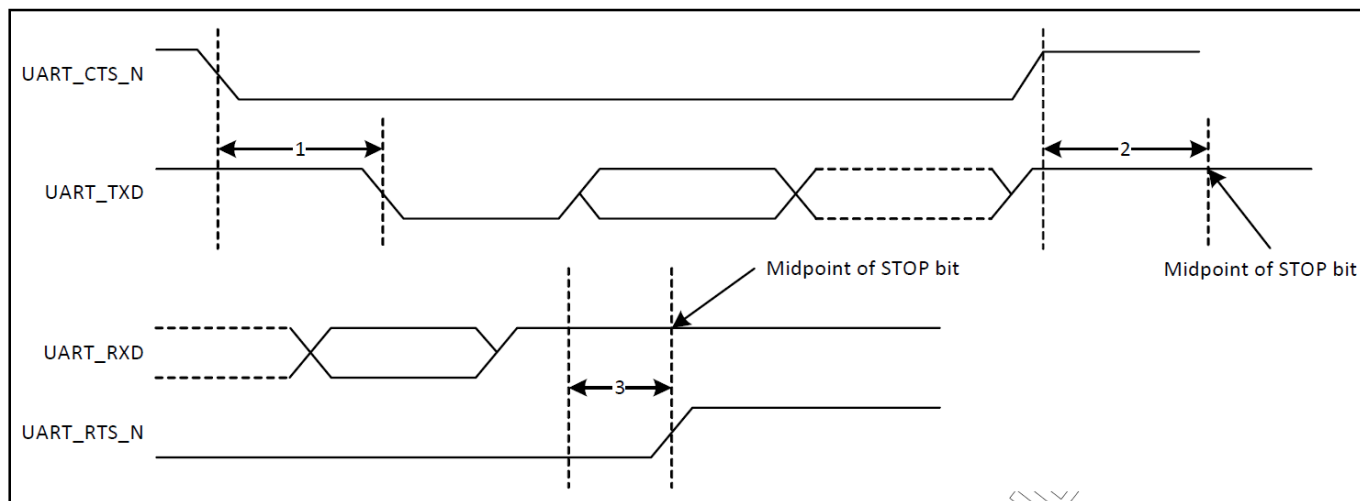 UART_CTS_N
1
2
UART_TXD
Midpoint of STOP bit
Midpoint of STOP bit
UART_RXD
3
UART_RTS_N